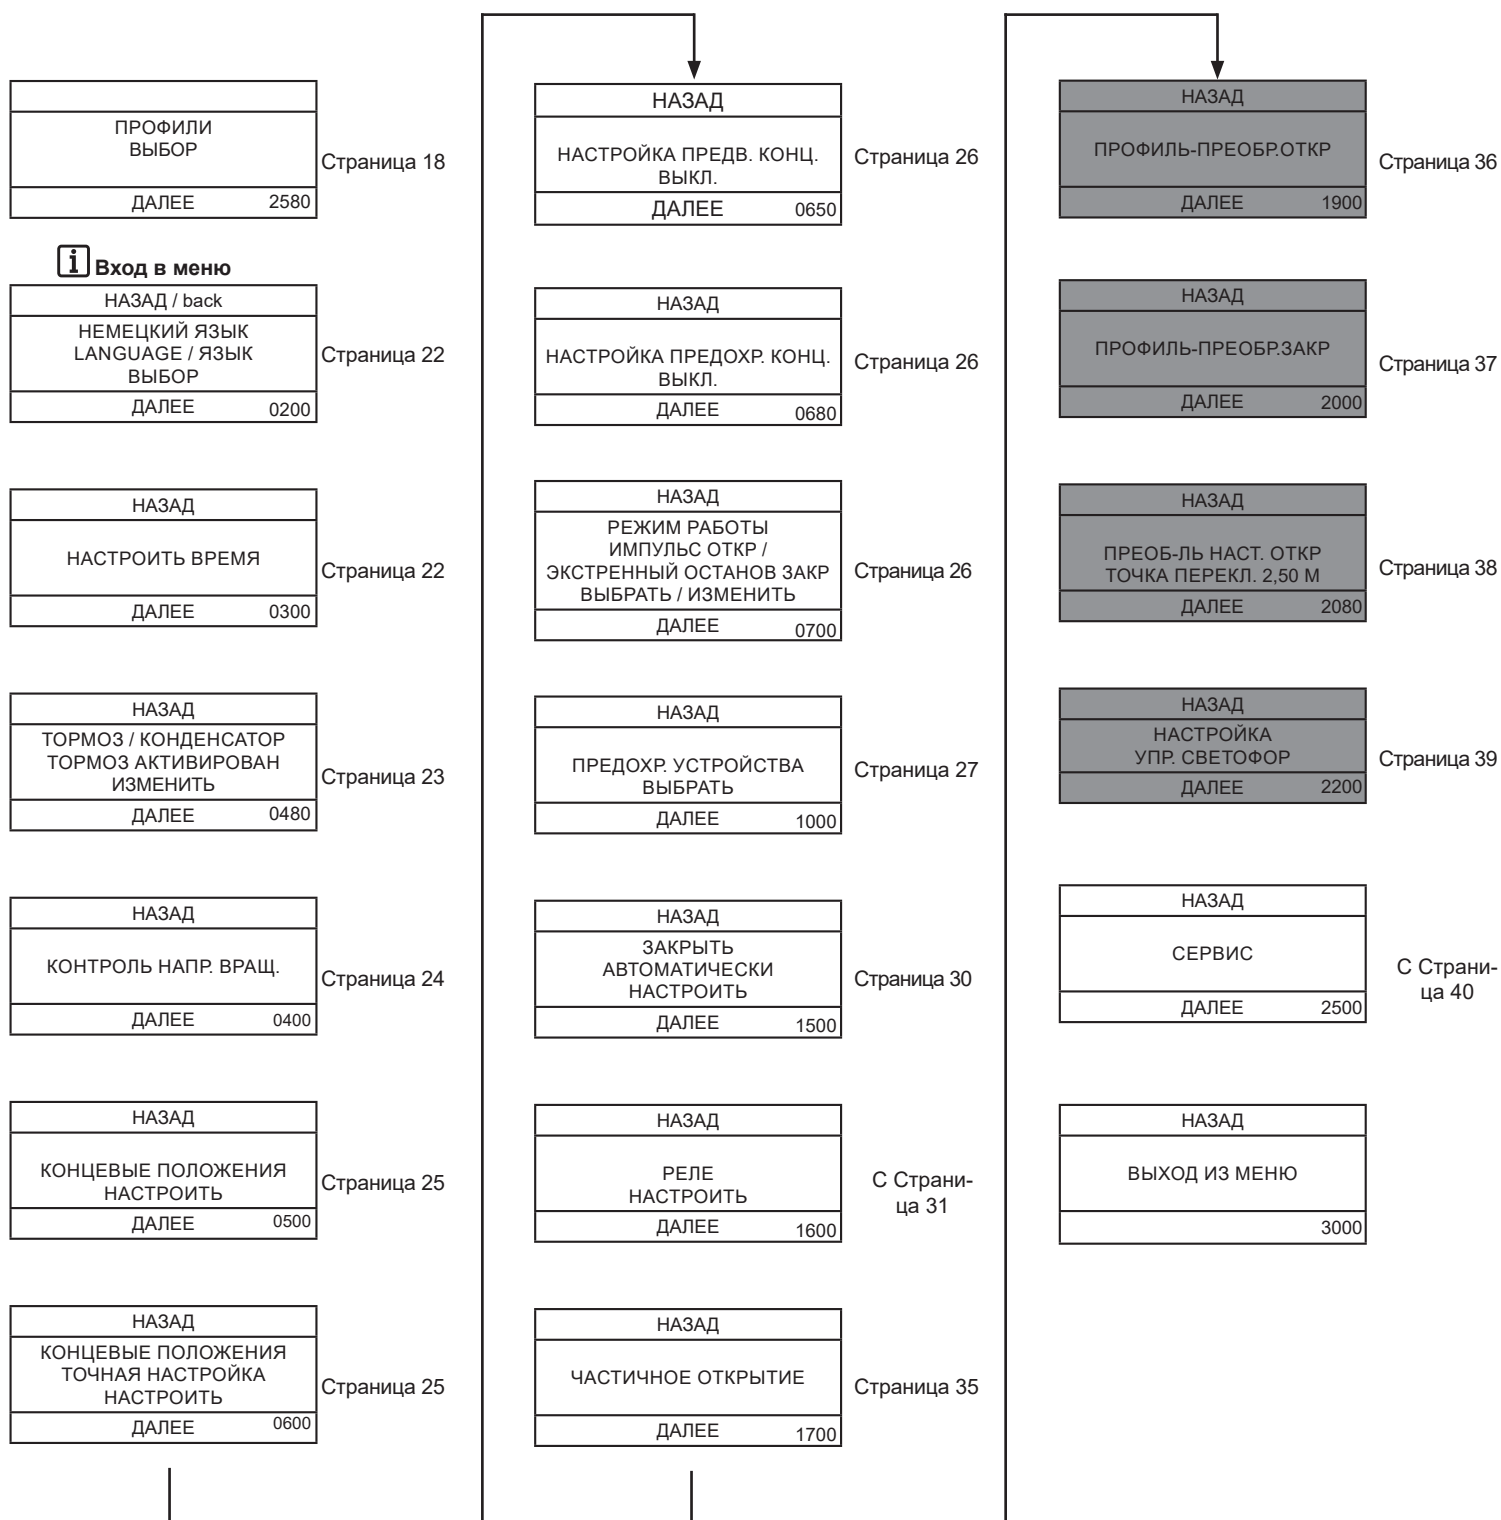 ПРОФИЛИ
ВЫБОР
ДАЛЕЕ 2580
Страница 18
i Вход в меню
НАЗАД / back
НЕМЕЦКИЙ ЯЗЫК
LANGUAGE / ЯЗЫК
ВЫБОР
ДАЛЕЕ 0200
Страница 22
НАЗАД
НАСТРОИТЬ ВРЕМЯ
ДАЛЕЕ 0300
Страница 22
НАЗАД
ТОРМОЗ / КОНДЕНСАТОР
ТОРМОЗ АКТИВИРОВАН
ИЗМЕНИТЬ
ДАЛЕЕ 0480
Страница 23
НАЗАД
КОНТРОЛЬ НАПР. ВРАЩ.
ДАЛЕЕ 0400
Страница 24
НАЗАД
КОНЦЕВЫЕ ПОЛОЖЕНИЯ
НАСТРОИТЬ
ДАЛЕЕ 0500
Страница 25
НАЗАД
КОНЦЕВЫЕ ПОЛОЖЕНИЯ
ТОЧНАЯ НАСТРОЙКА
НАСТРОИТЬ
ДАЛЕЕ 0600
Страница 25
НАЗАД
НАСТРОЙКА ПРЕДВ. КОНЦ.
ВЫКЛ.
ДАЛЕЕ 0650
Страница 26
НАЗАД
НАСТРОЙКА ПРЕДОХР. КОНЦ.
ВЫКЛ.
ДАЛЕЕ 0680
Страница 26
НАЗАД
РЕЖИМ РАБОТЫ
ИМПУЛЬС ОТКР /
ЭКСТРЕННЫЙ ОСТАНОВ ЗАКР
ВЫБРАТЬ / ИЗМЕНИТЬ
ДАЛЕЕ 0700
Страница 26
НАЗАД
ПРЕДОХР. УСТРОЙСТВА
ВЫБРАТЬ
ДАЛЕЕ 1000
Страница 27
НАЗАД
ЗАКРЫТЬ
АВТОМАТИЧЕСКИ
НАСТРОИТЬ
ДАЛЕЕ 1500
Страница 30
НАЗАД
РЕЛЕ
НАСТРОИТЬ
ДАЛЕЕ 1600
С Страни-
ца 31
НАЗАД
ЧАСТИЧНОЕ ОТКРЫТИЕ
ДАЛЕЕ 1700
Страница 35
НАЗАД
ПРОФИЛЬ-ПРЕОБР.ОТКР
ДАЛЕЕ 1900
Страница 36
НАЗАД
ПРОФИЛЬ-ПРЕОБР.ЗАКР
ДАЛЕЕ 2000
Страница 37
НАЗАД
ПРЕОБ-ЛЬ НАСТ. ОТКР
ТОЧКА ПЕРЕКЛ. 2,50 М
ДАЛЕЕ 2080
Страница 38
НАЗАД
НАСТРОЙКА
УПР. СВЕТОФОР
ДАЛЕЕ 2200
Страница 39
НАЗАД
СЕРВИС
ДАЛЕЕ 2500
С Страни-
ца 40
НАЗАД
ВЫХОД ИЗ МЕНЮ
3000